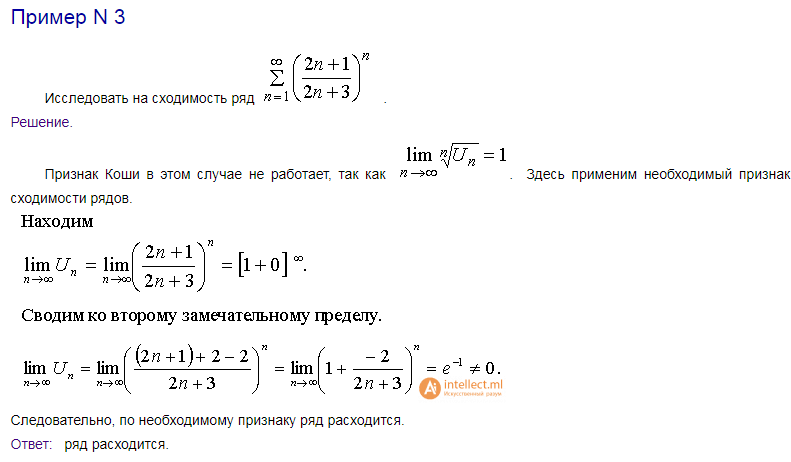 Пример N 3
Исследовать на сходимость ряд $\sum_{n=1}^{\infty}\left(\frac{2n+1}{2n+3}\right)^n$ .
Решение.
Признак Коши в этом случае не работает, так как $\lim_{n\to\infty}\sqrt[n]{U_n}=1$ . Здесь применим необходимый признак
сходимости рядов.
Находим
$\lim_{n\to\infty}U_n=\lim_{n\to\infty}\left(\frac{2n+1}{2n+3}\right)^n=[1+0]^{\infty}.$
Сводим ко второму замечательному пределу.
$\lim_{n\to\infty}U_n=\lim_{n\to\infty}\left(\frac{(2n+1)+2-2}{2n+3}\right)^n=\lim_{n\to\infty}\left(1+\frac{-2}{2n+3}\right)^n=e^{-1}\neq 0.$
Ai intellect.ml
Искусственный разум
Следовательно, по необходимому признаку ряд расходится.
Ответ: ряд расходится.